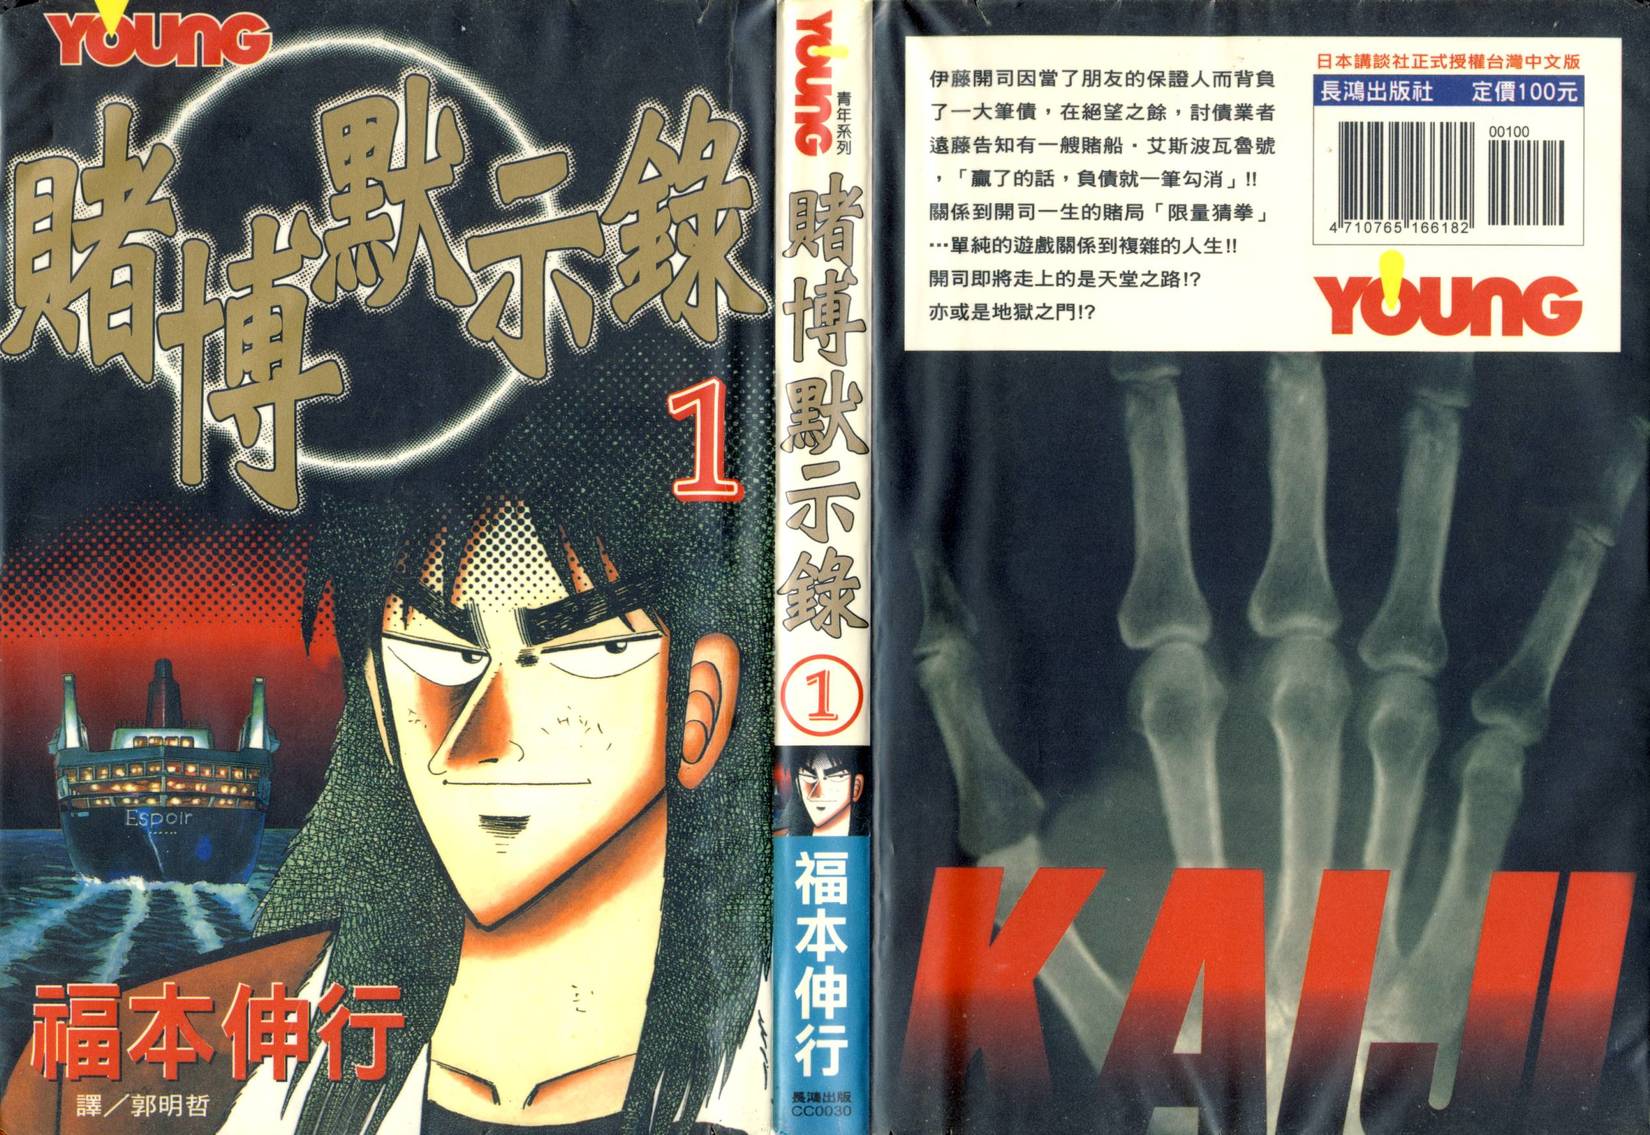 YOUNG
賭博默示錄
1
Espoir
福本伸行
譯／郭明哲
YOUNG
青年系列
賭博默示錄
1
福本伸行
長鴻出版
CC0030
伊藤開司因當了朋友的保證人而背負
了一大筆債，在絕望之餘，討債業者
遠藤告知有一艘賭船．艾斯波瓦魯號
，「贏了的話，負債就一筆勾消」!!
關係到開司一生的賭局「限量猜拳」
…單純的遊戲關係到複雜的人生!!
開司即將走上的是天堂之路!?
亦或是地獄之門!?
日本講談社正式授權台灣中文版
長鴻出版社 定價100元
00100
4 710765 166182
YOUNG
KAIJI